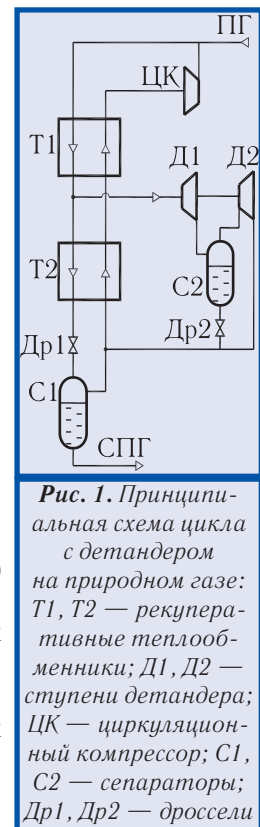 ПГ
ЦК
Т1
Д1
Д2
Т2
С2
Др1
Др2
С1
СПГ
Рис. 1. Принципи-
альная схема цикла
с детандером
на природном газе:
Т1, Т2 — рекупера-
тивные теплооб-
менники; Д1, Д2 —
ступени детандера;
ЦК — циркуляцион-
ный компрессор; С1,
С2 — сепараторы;
Др1, Др2 — дроссели